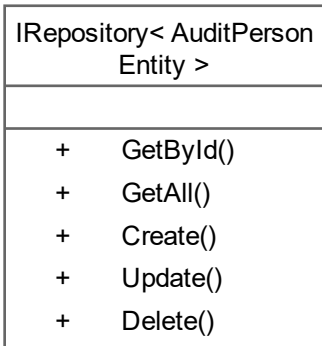 IRepository< AuditPerson
Entity >
+ GetById()
+ GetAll()
+ Create()
+ Update()
+ Delete()